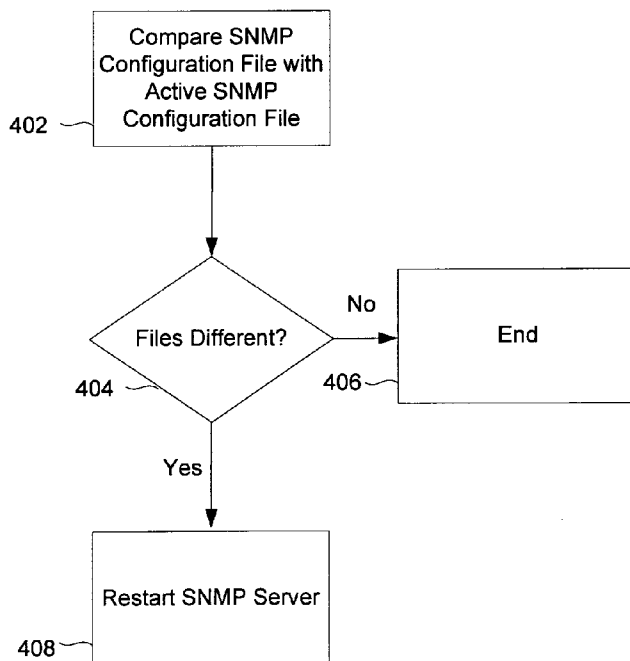 Compare SNMP
Configuration File with
Active SNMP
Configuration File
402
Files Different?
404
No
End
406
Yes
Restart SNMP Server
408